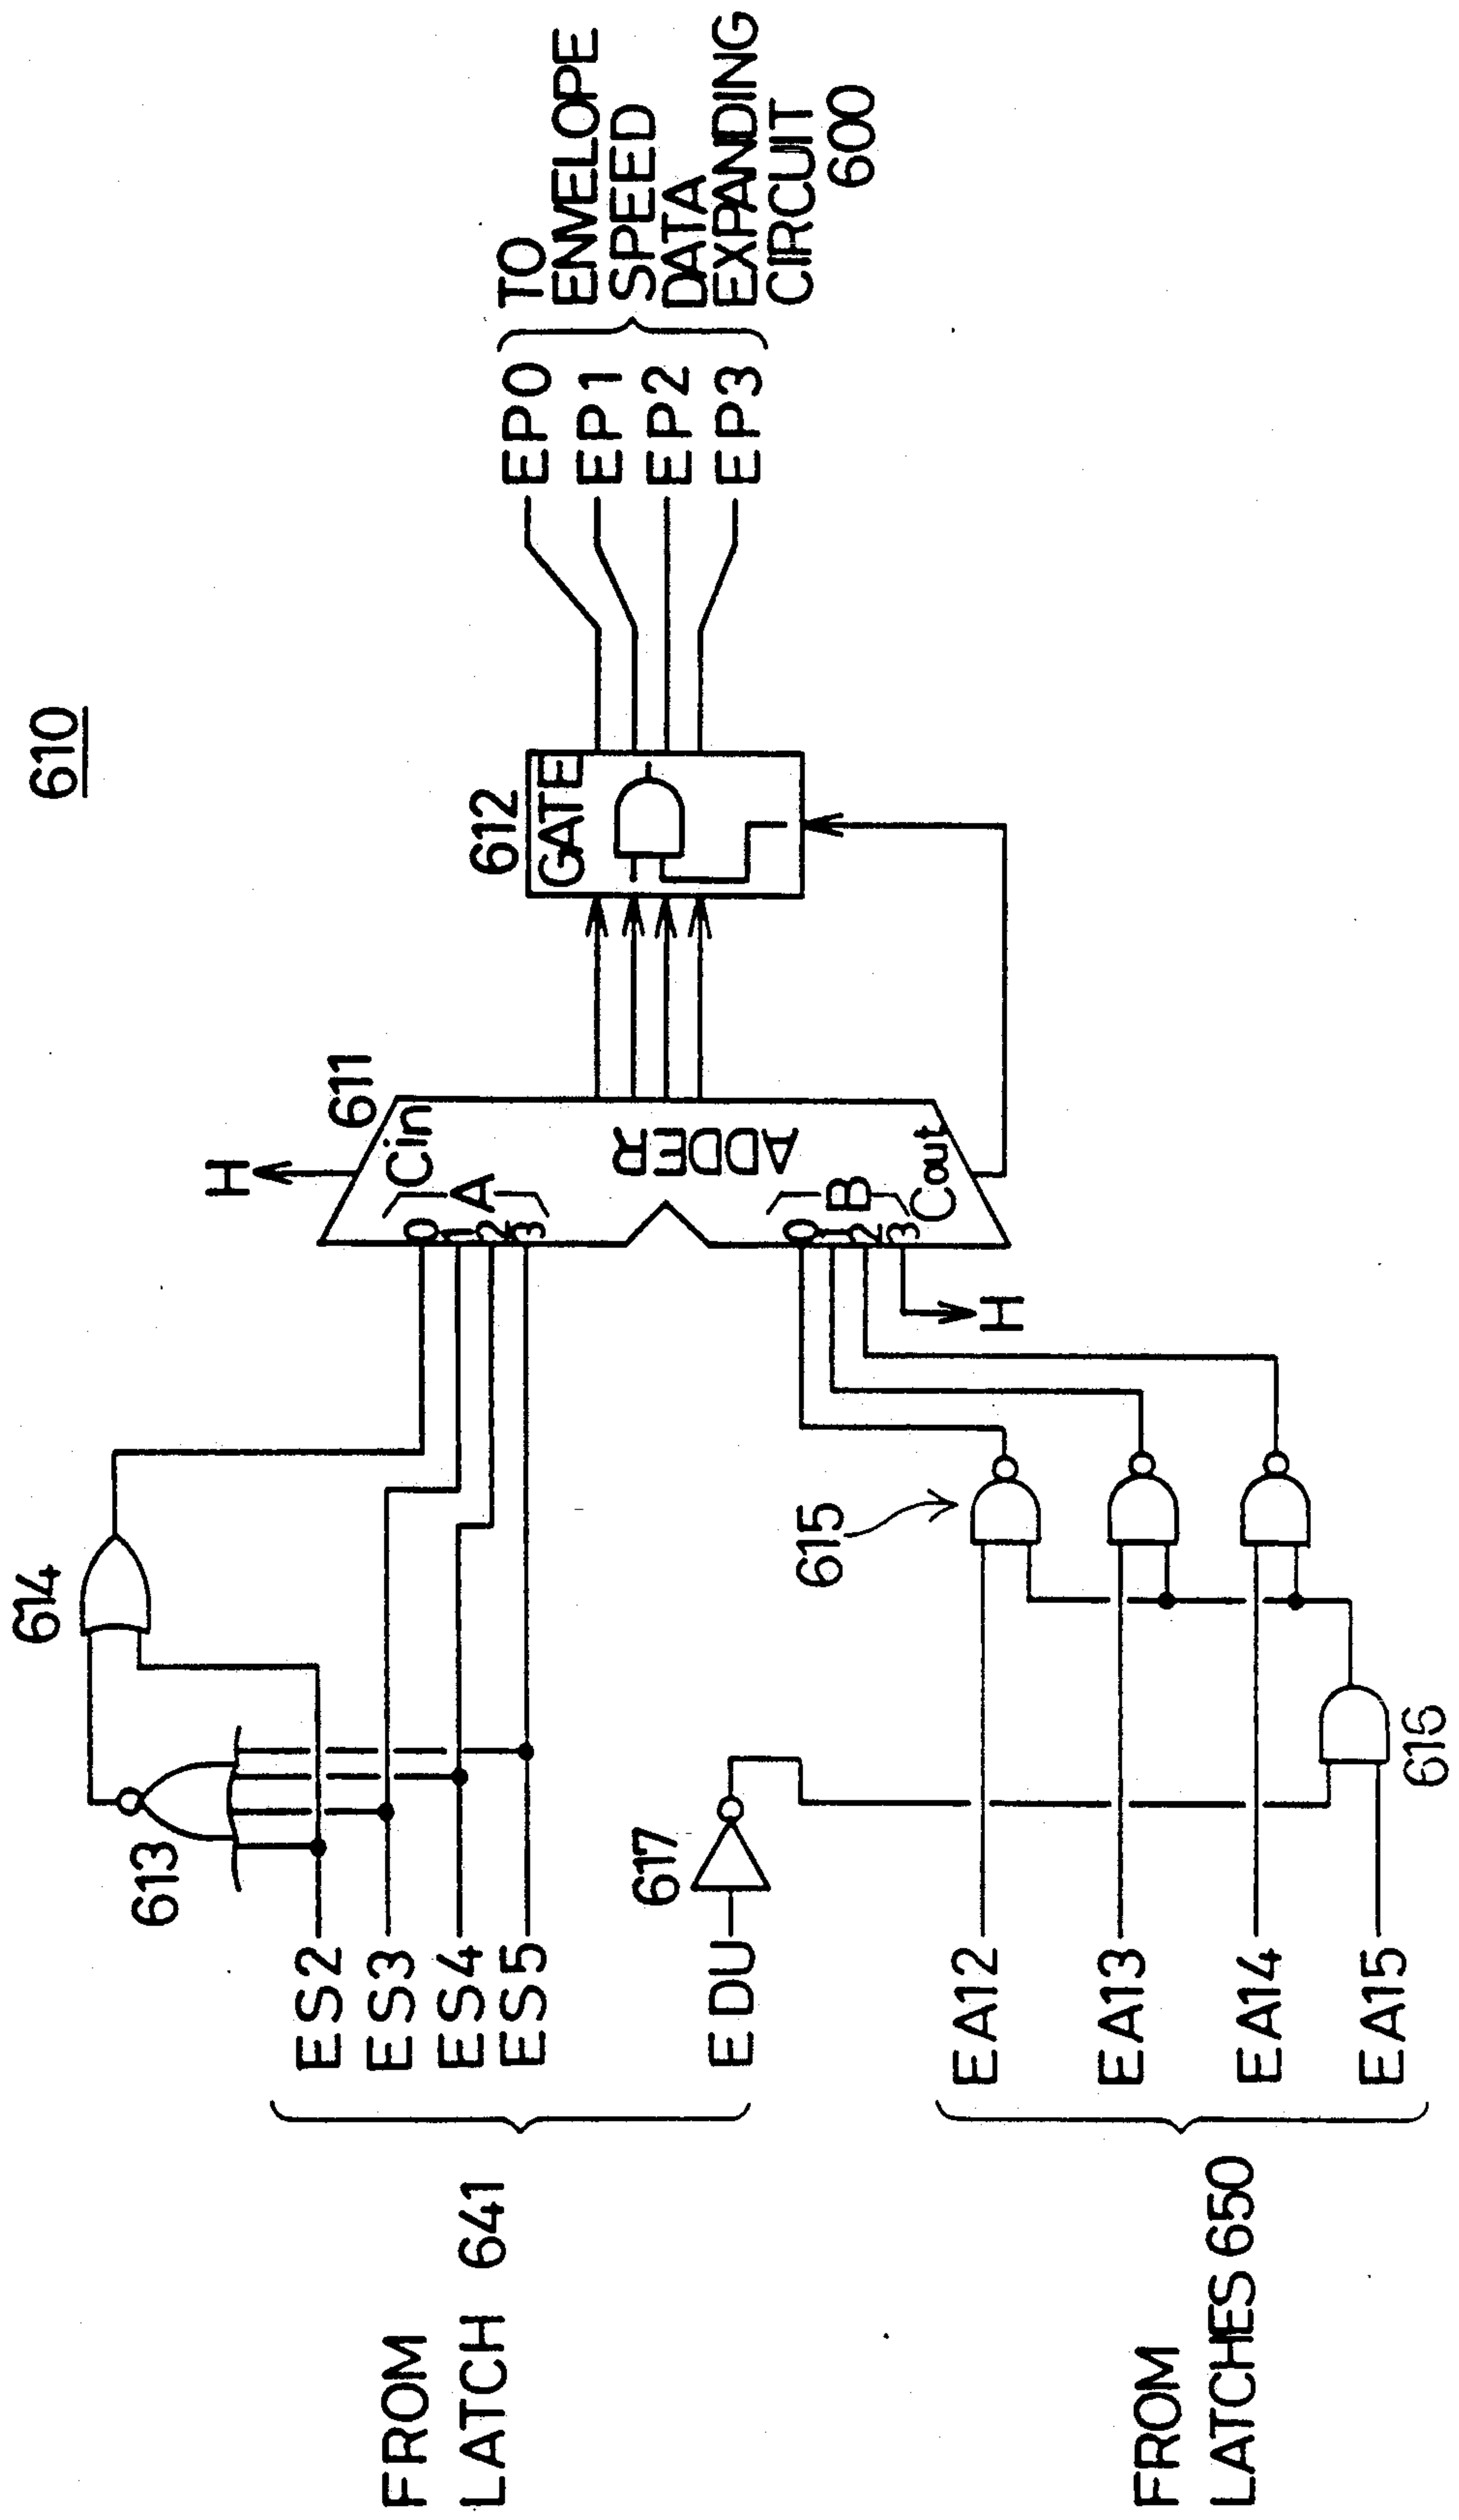 610
FROM
LATCH 641
ES2
ES3
ES4
ES5
EDU
FROM
LATCHES 650
EA12
EA13
EA14
EA15
613
614
617
615
616
H
611
Cin
0
1
2
3
A
ADDER
0
1
2
3
B
Cout
H
612
GATE
EP0
EP1
EP2
EP3
TO
ENVELOPE
SPEED
DATA
EXPANDING
CIRCUIT
600